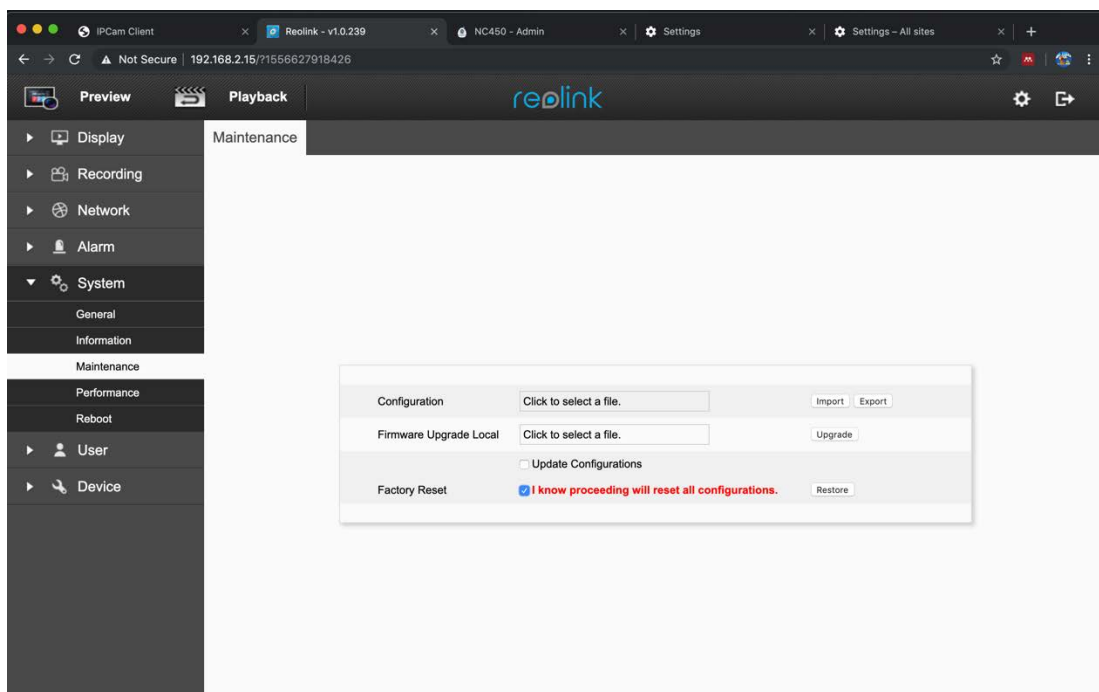 IPCam Client
Reolink - v1.0.239
NC450 - Admin
Settings
Settings – All sites
Not Secure | 192.168.2.15/?1556627918426
Preview
Playback
reolink
Display
Maintenance
Recording
Network
Alarm
System
General
Information
Maintenance
Performance
Configuration Click to select a file. Import Export
Reboot
Firmware Upgrade Local Click to select a file. Upgrade
User
Update Configurations
Device
Factory Reset I know proceeding will reset all configurations. Restore